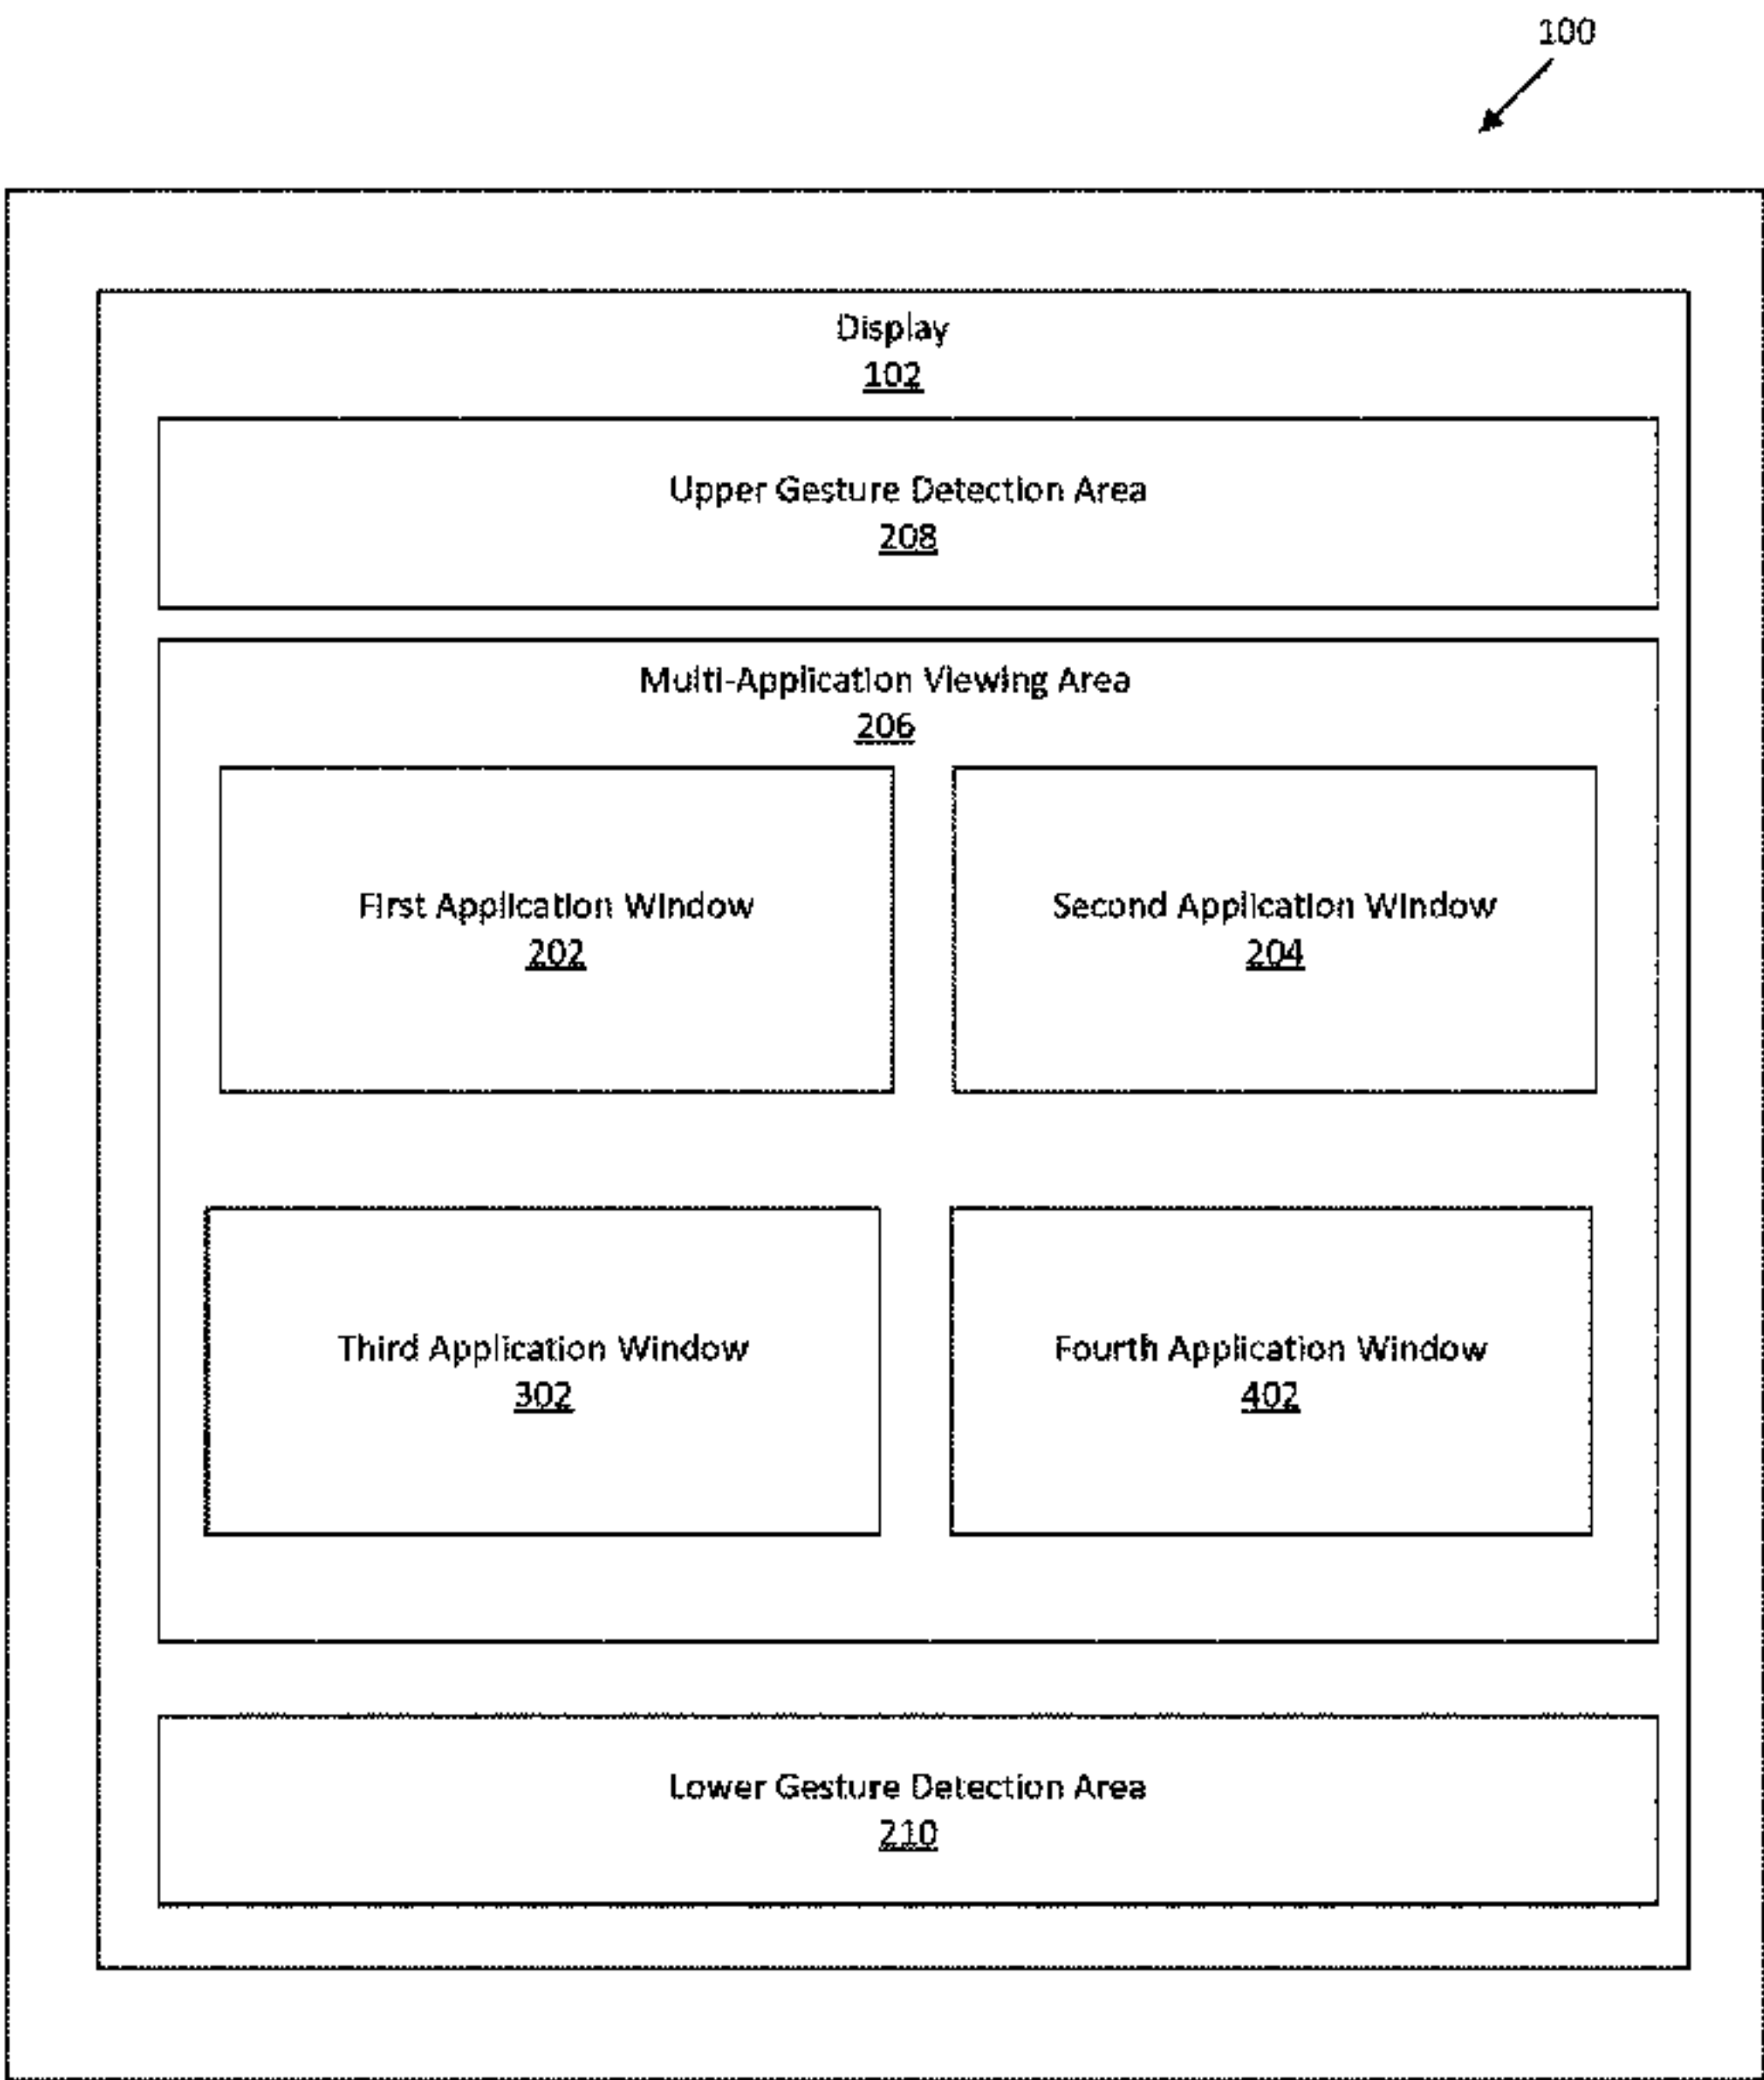 100
Display
102
Upper Gesture Detection Area
208
Multi-Application Viewing Area
206
First Application Window
202
Second Application Window
204
Third Application Window
302
Fourth Application Window
402
Lower Gesture Detection Area
210